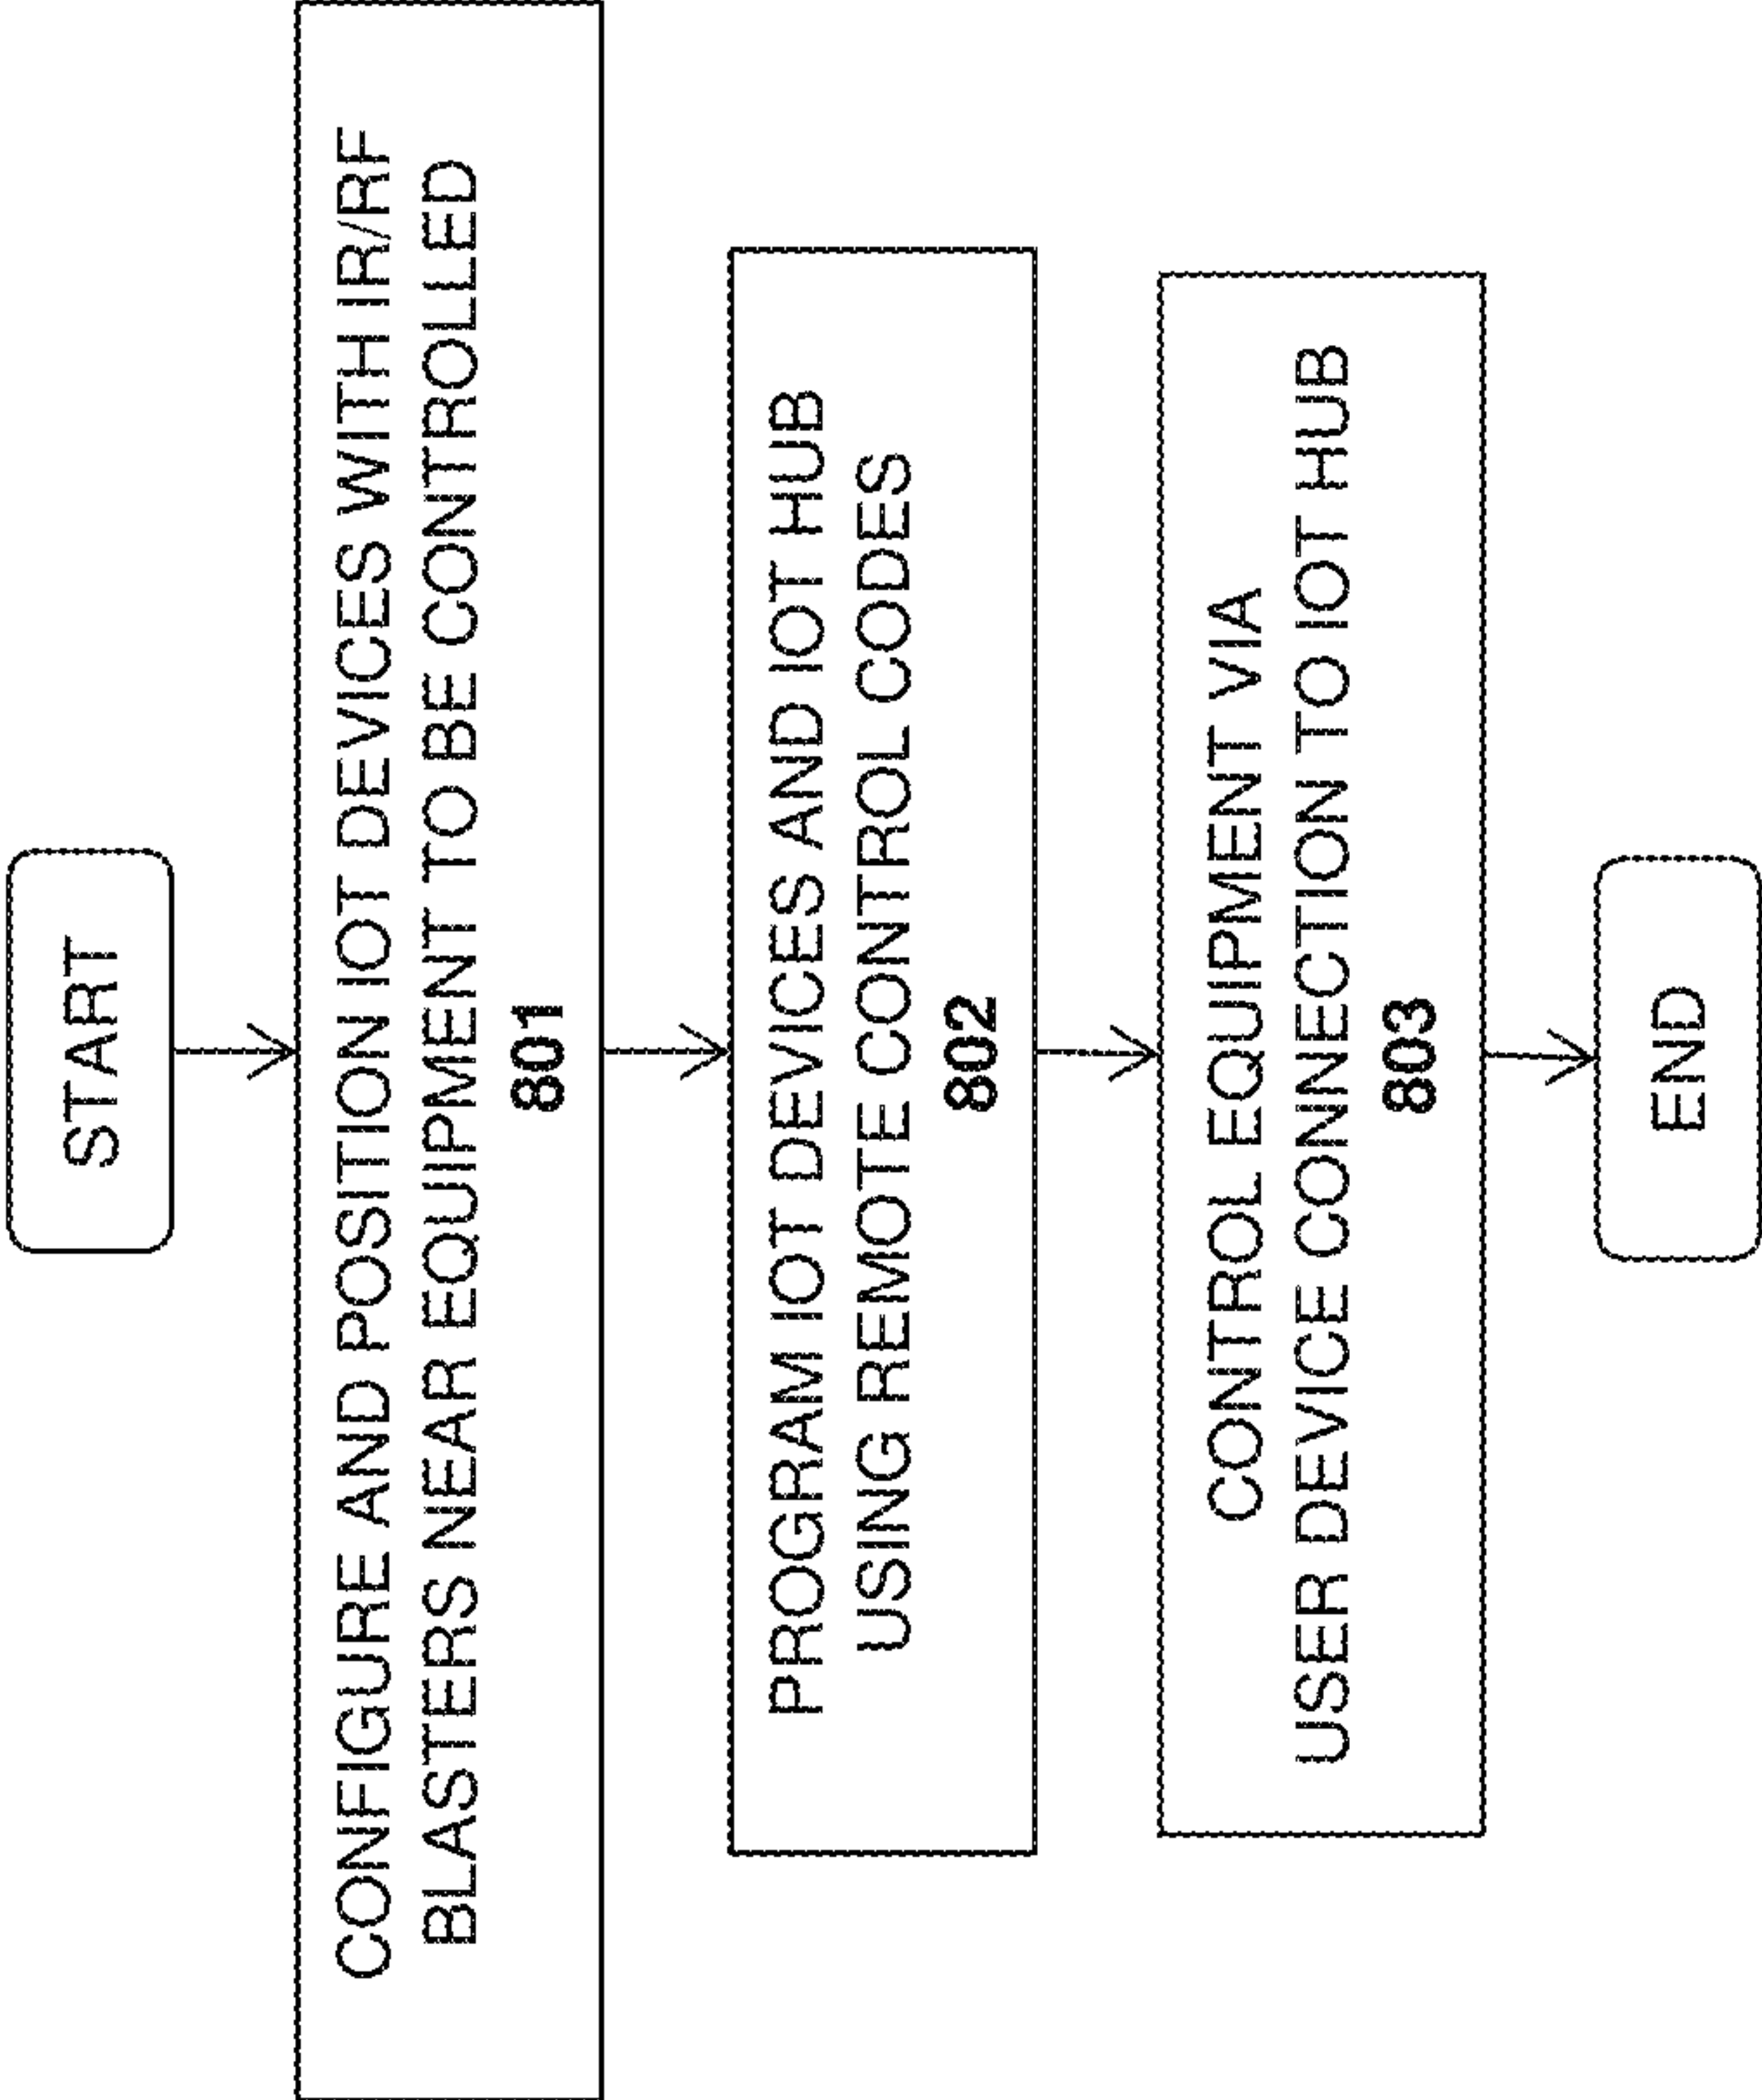 START
CONFIGURE AND POSITION IOT DEVICES WITH IR/RF
BLASTERS NEAR EQUIPMENT TO BE CONTROLLED
801
PROGRAM IOT DEVICES AND IOT HUB
USING REMOTE CONTROL CODES
802
CONTROL EQUIPMENT VIA
USER DEVICE CONNECTION TO IOT HUB
803
END